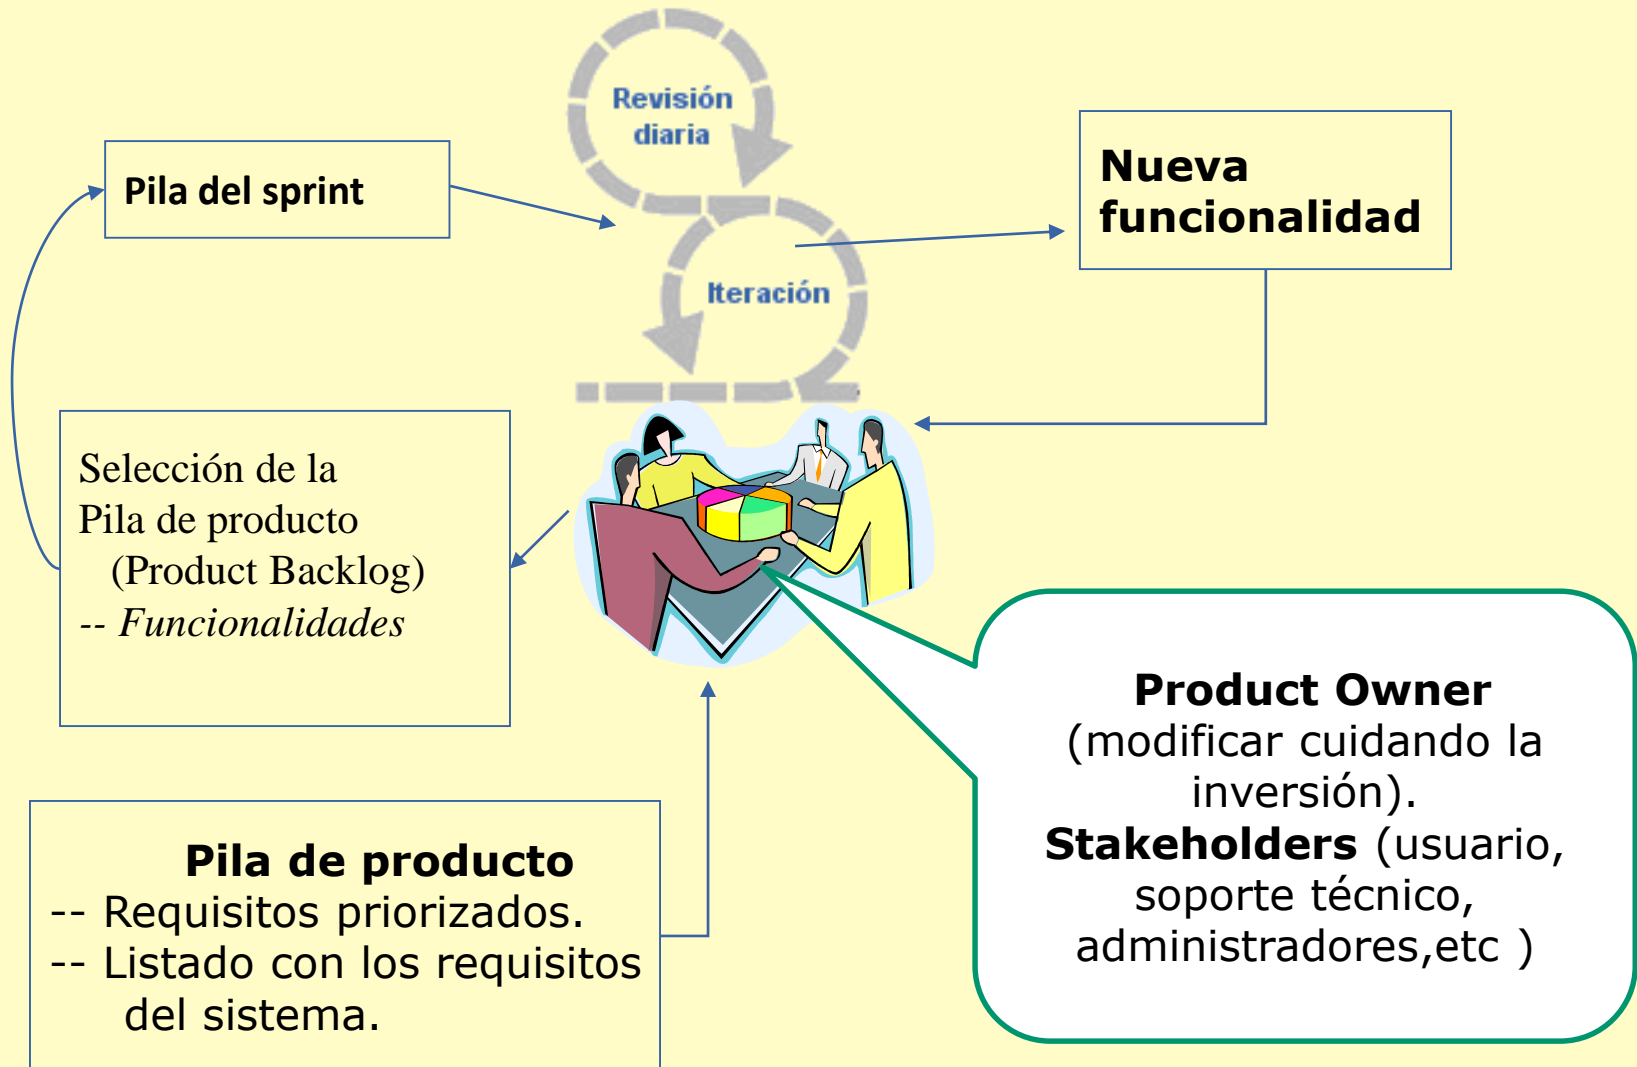 Revisión
diaria
Pila del sprint
Nueva
funcionalidad
Iteración
Selección de la
Pila de producto
(Product Backlog)
-- Funcionalidades
Product Owner
(modificar cuidando la
inversión).
Stakeholders (usuario,
soporte técnico,
administradores,etc )
Pila de producto
-- Requisitos priorizados.
-- Listado con los requisitos
del sistema.